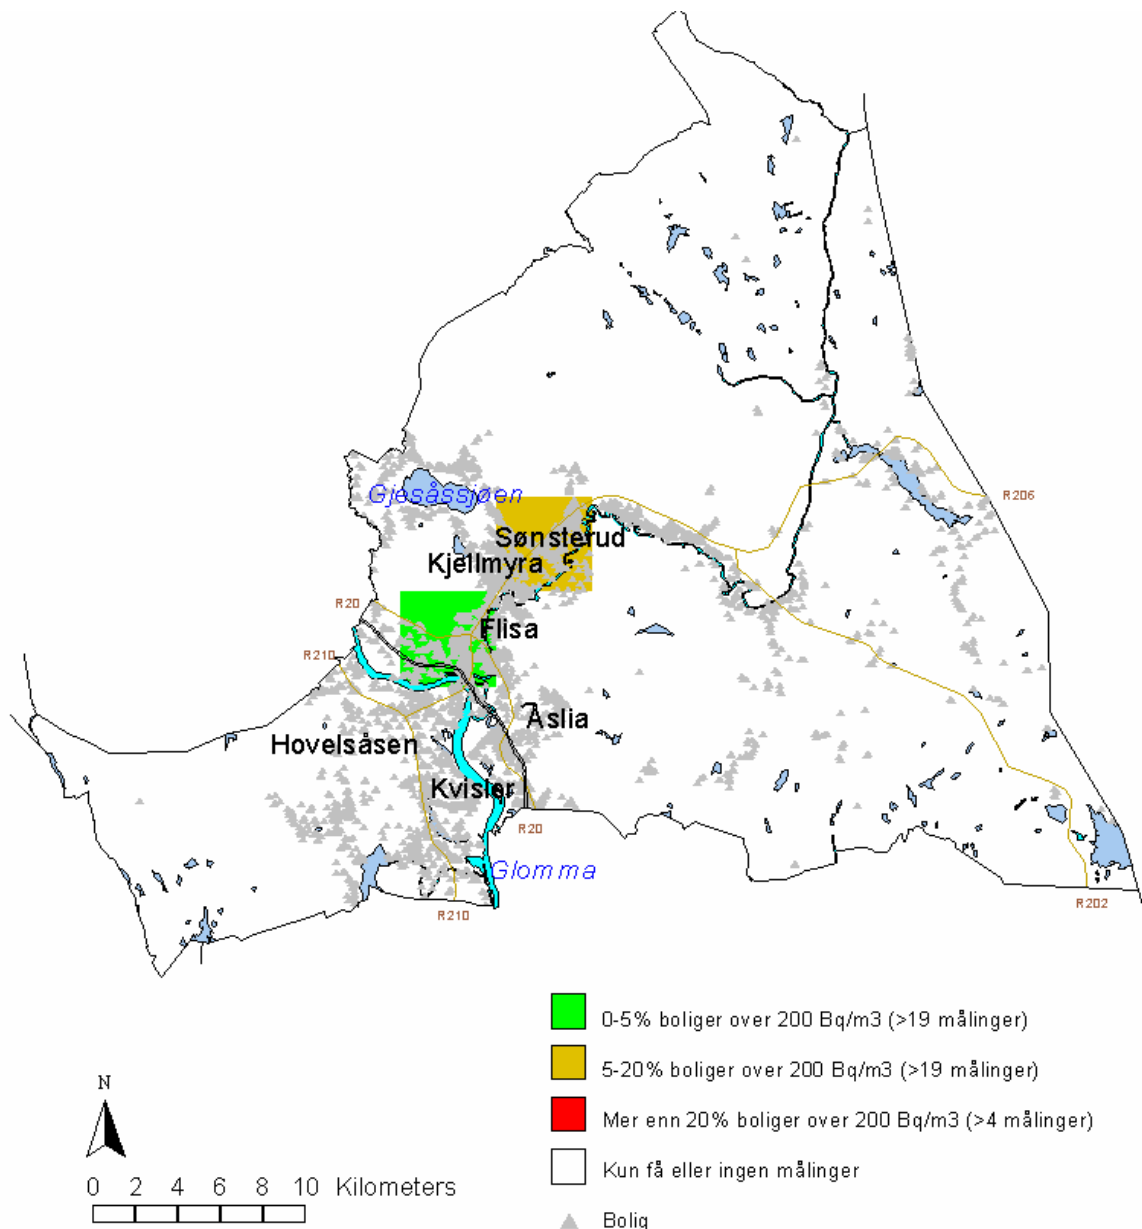 Gjesåssjøen
R206
Sønsterud
Kjellmyra
R20
Flisa
R210
Åslia
Hovelsåsen
Kvisler
R20
Glomma
R210
R202
0-5% boliger over 200 Bq/m3 (>19 målinger)
5-20% boliger over 200 Bq/m3 (>19 målinger)
Mer enn 20% boliger over 200 Bq/m3 (>4 målinger)
Kun få eller ingen målinger
Bolig
N
0 2 4 6 8 10 Kilometers